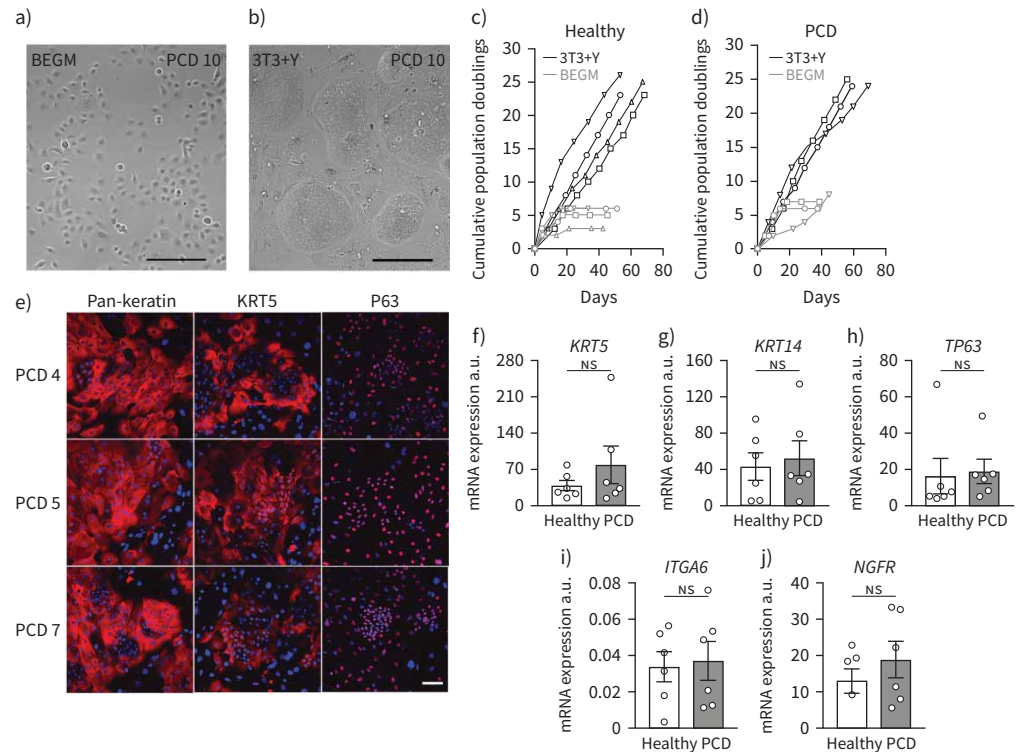 a)
BEGM PCD 10
b)
3T3+Y PCD 10
c)
Healthy
3T3+Y
BEGM
Cumulative population doublings
30
25
20
15
10
5
0
0 20 40 60 80
Days
d)
PCD
3T3+Y
BEGM
Cumulative population doublings
30
25
20
15
10
5
0
0 20 40 60 80
Days
e)
Pan-keratin KRT5 P63
PCD 4
PCD 5
PCD 7
f)
KRT5
NS
mRNA expression a.u.
280
210
140
70
0
Healthy PCD
g)
KRT14
NS
mRNA expression a.u.
160
120
80
40
0
Healthy PCD
h)
TP63
NS
mRNA expression a.u.
80
60
40
20
0
Healthy PCD
i)
ITGA6
NS
mRNA expression a.u.
0.08
0.06
0.04
0.02
0
Healthy PCD
j)
NGFR
NS
mRNA expression a.u.
40
30
20
10
0
Healthy PCD